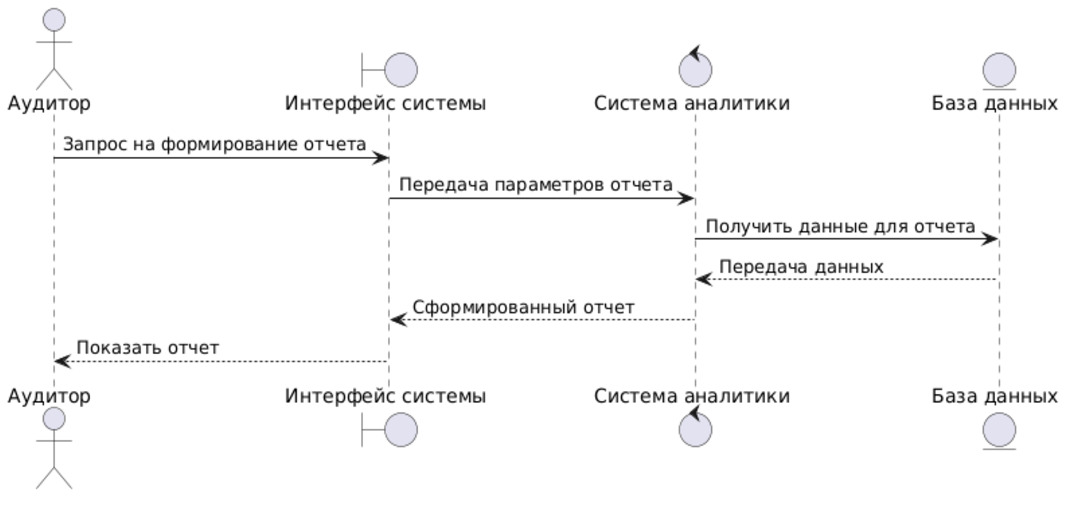 Аудитор
Интерфейс системы
Система аналитики
База данных
Запрос на формирование отчета
Передача параметров отчета
Получить данные для отчета
Передача данных
Сформированный отчет
Показать отчет
Аудитор
Интерфейс системы
Система аналитики
База данных